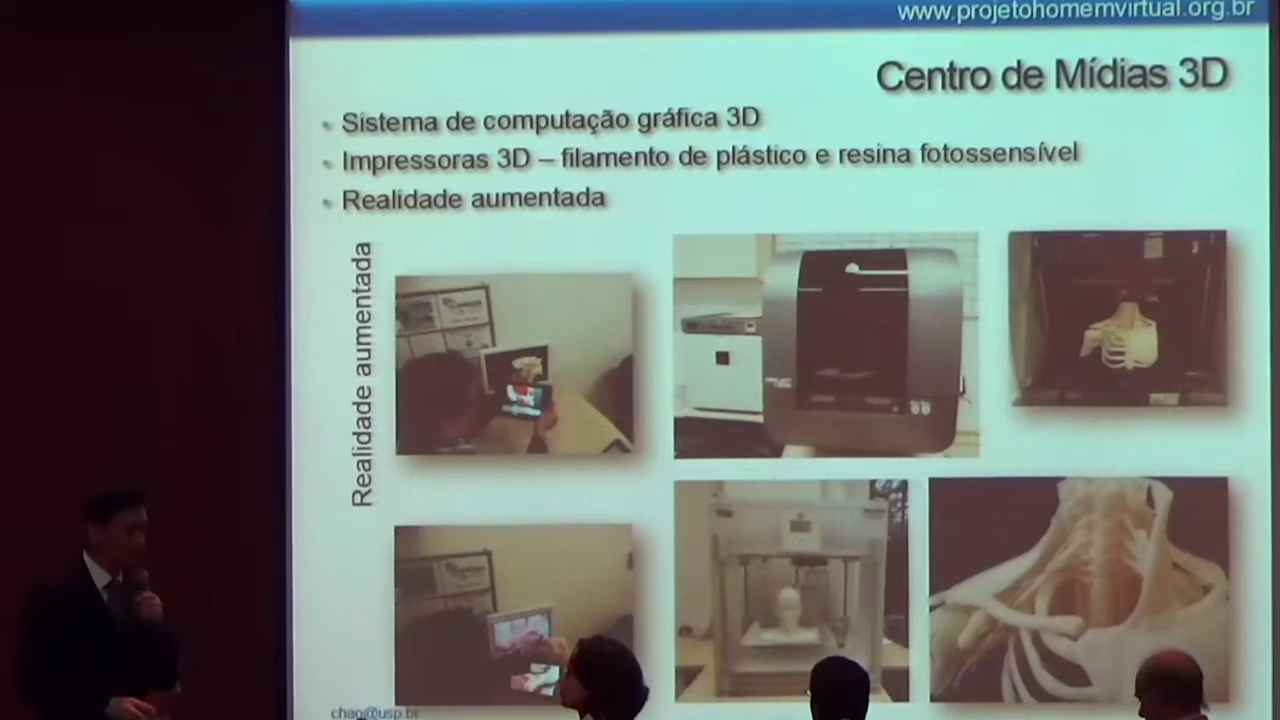 www.projetohomemvirtual.org.br
Centro de Mídias 3D
Sistema de computação gráfica 3D
Impressoras 3D – filamento de plástico e resina fotossensível
Realidade aumentada
Realidade aumentada
chao@usp.br